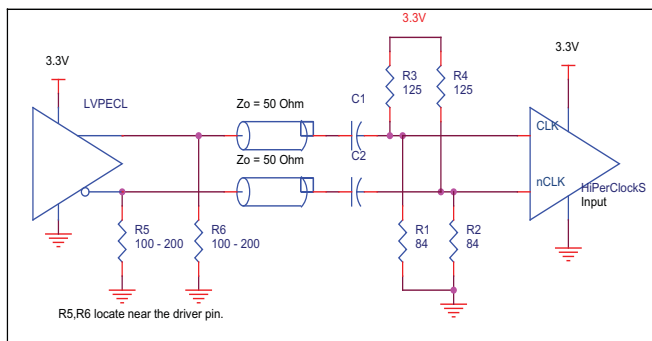 3.3V
3.3V
3.3V
LVPECL
R3
125
R4
125
Zo = 50 Ohm
C1
CLK
Zo = 50 Ohm
C2
nCLK
HiPerClockS
Input
R5
100 - 200
R6
100 - 200
R1
84
R2
84
R5,R6 locate near the driver pin.